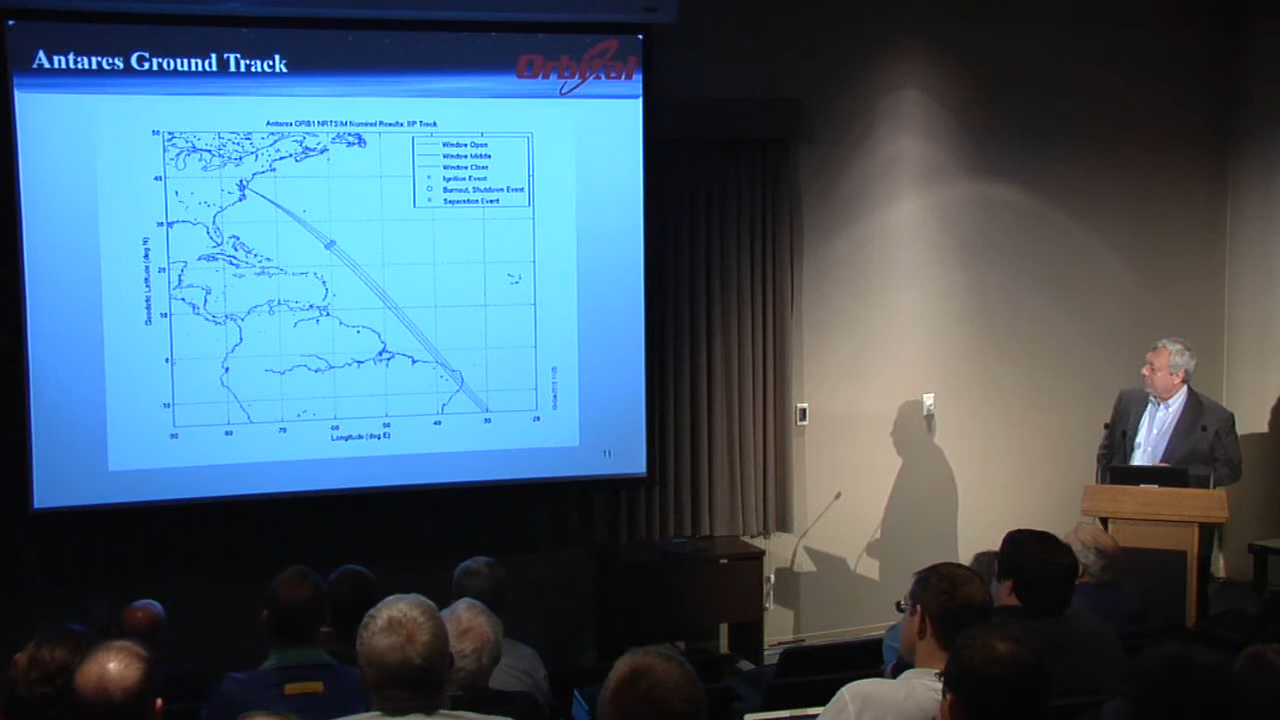 Antares Ground Track
Orbital
Antares ORB1 NRTSIM Nominal Results: IIP Track
Window Open
Window Middle
Window Close
Ignition Event
Burnout, Shutdown Event
Separation Event
50
40
30
20
10
0
10
Geodetic Latitude (deg N)
-90 -80 -70 -60 -50 -40 -30 -20
Longitude (deg E)
11